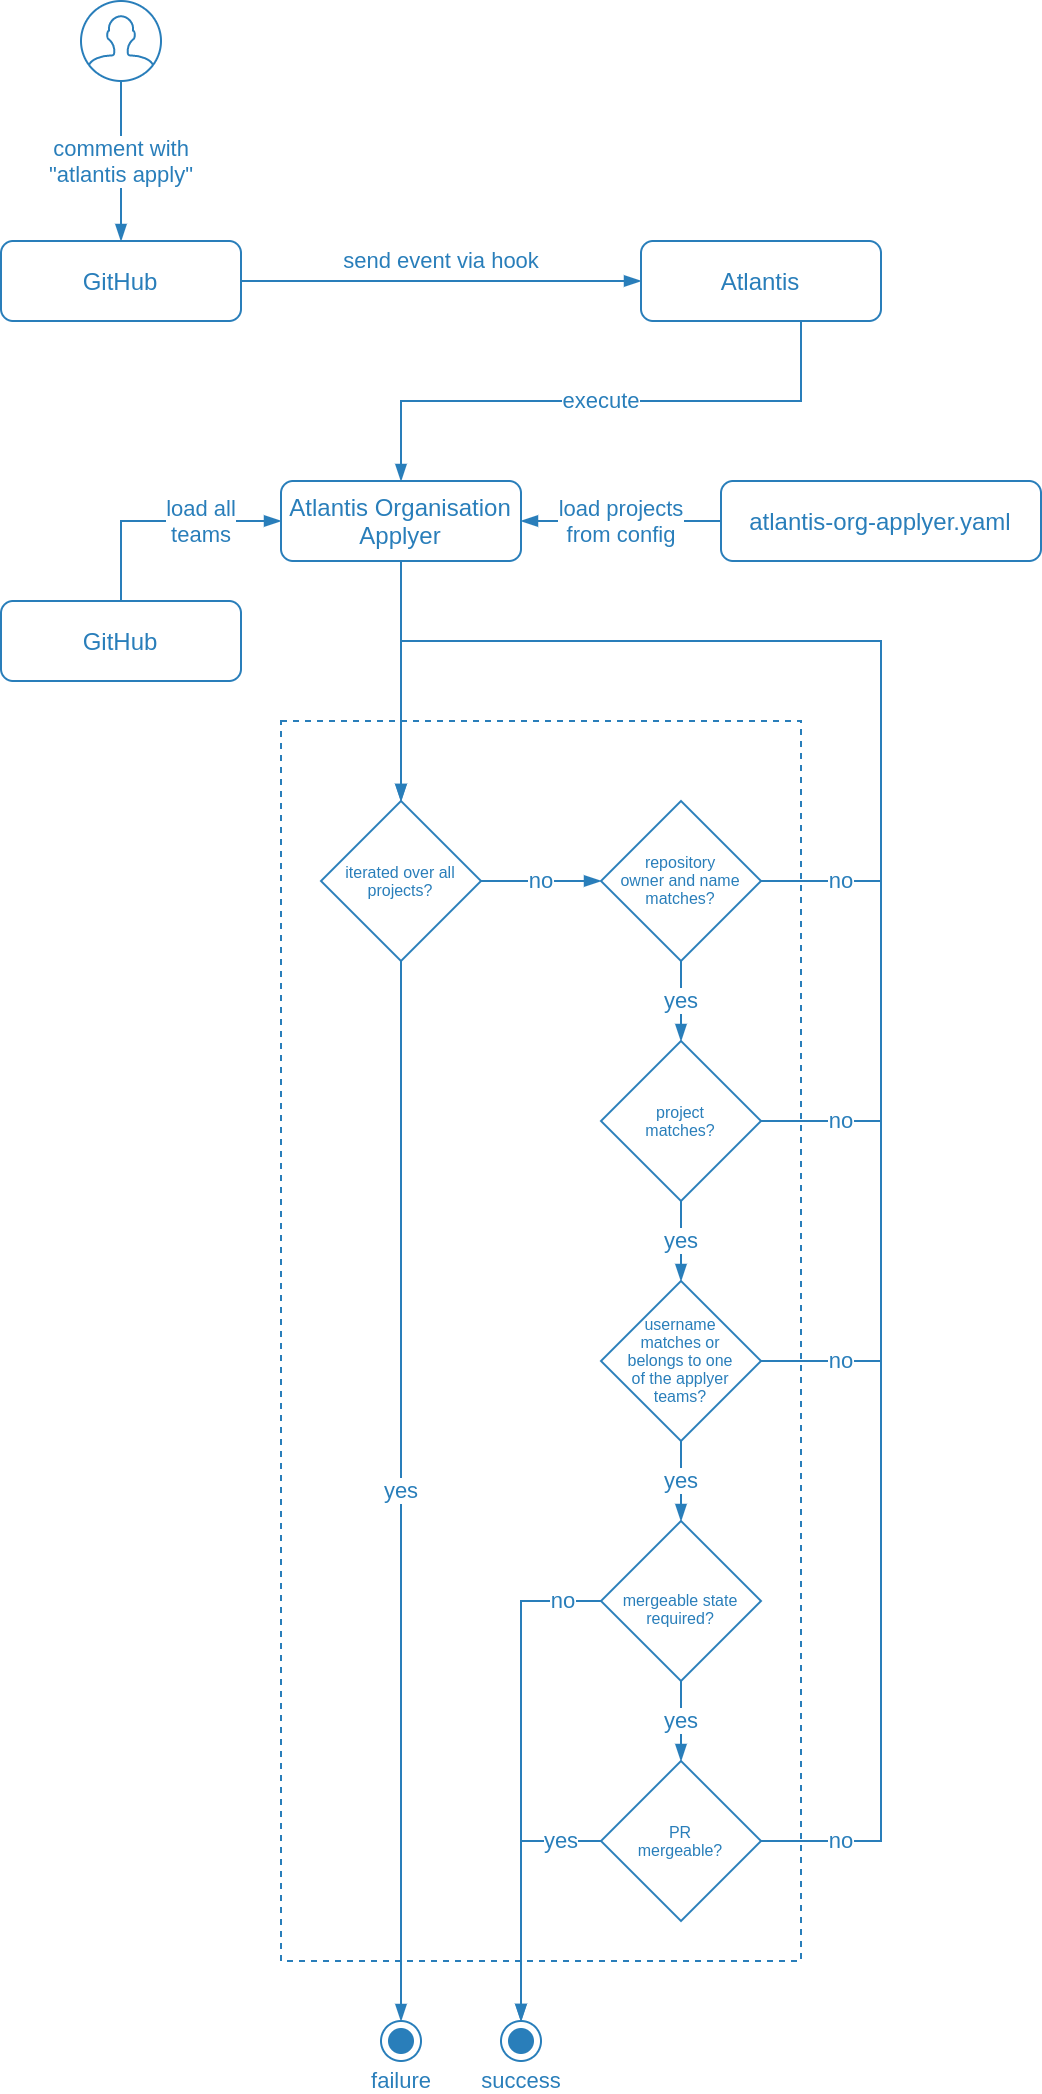 comment with
"atlantis apply"
GitHub
send event via hook
Atlantis
execute
load all
teams
Atlantis Organisation
Applyer
load projects
from config
atlantis-org-applyer.yaml
GitHub
iterated over all
projects?
no
repository
owner and name
matches?
no
yes
project
matches?
no
yes
username
matches or
belongs to one
of the applyer
teams?
no
yes
yes
no
mergeable state
required?
yes
yes
PR
mergeable?
no
failure
success